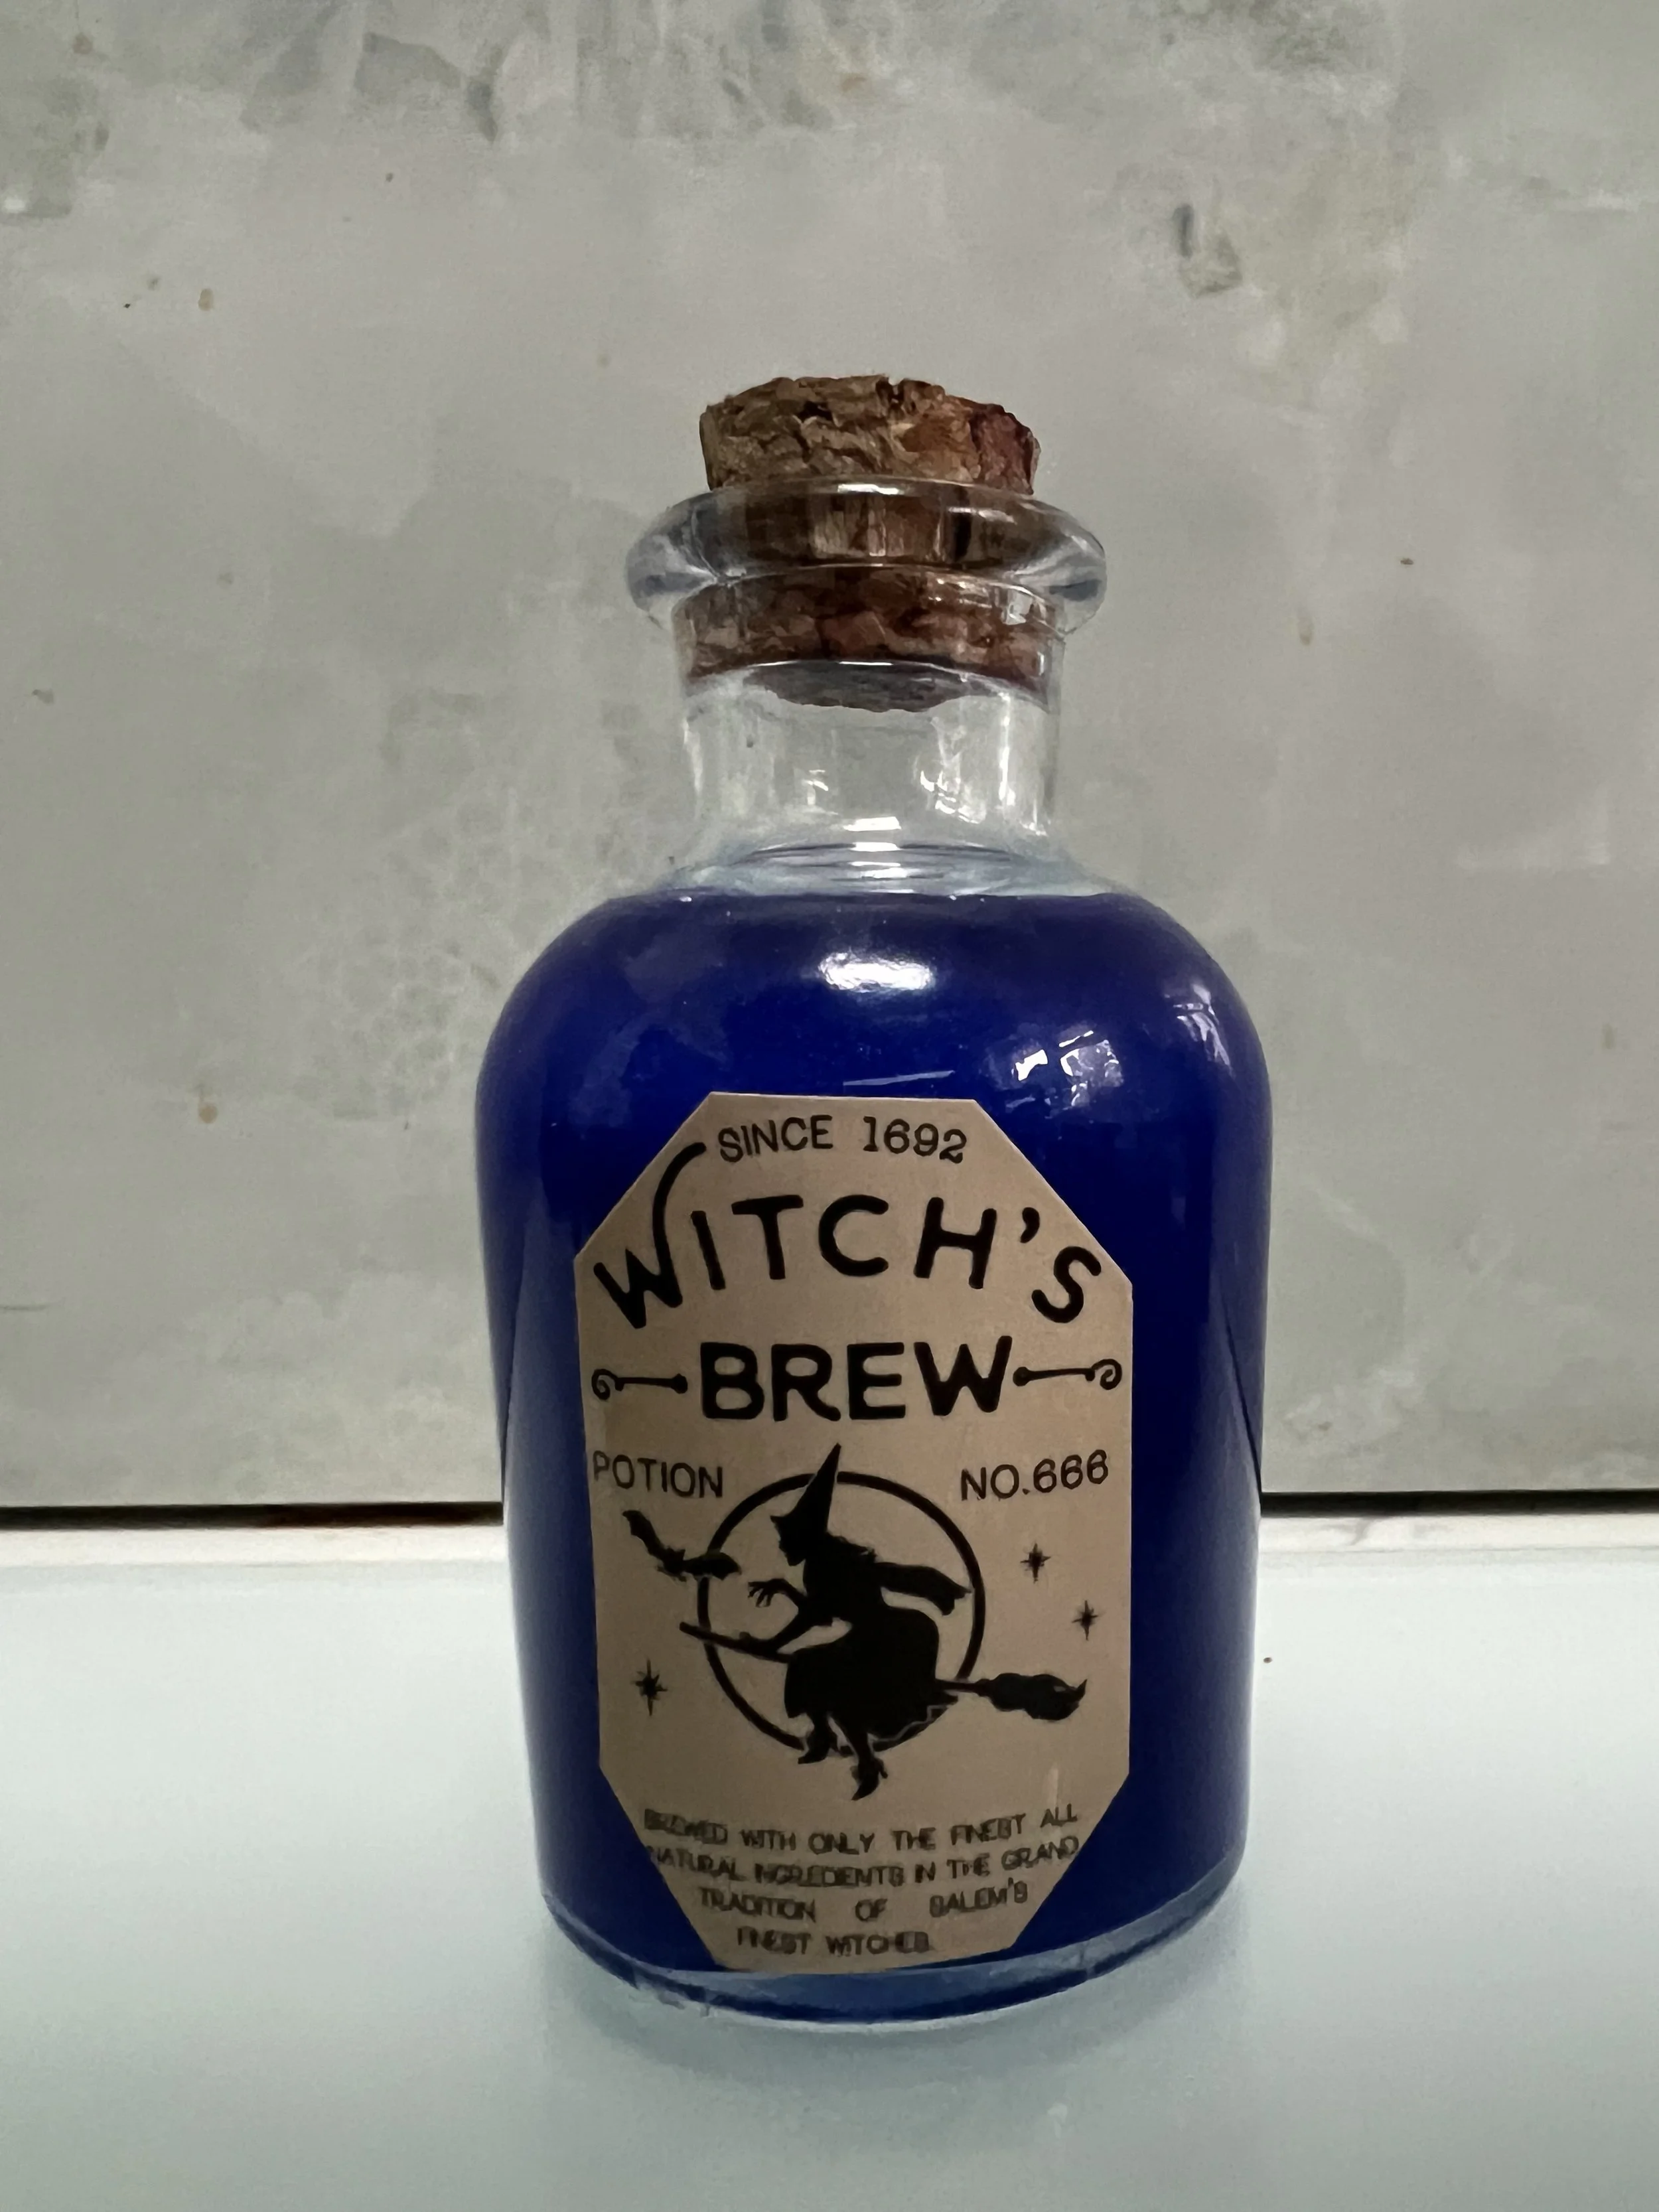 SINCE 1692
WITCH'S
BREW
POTION NO.666
BREWED WITH ONLY THE FINEST ALL
NATURAL INGREDIENTS IN THE GRAND
TRADITION OF SALEM'S
FINEST WITCHES